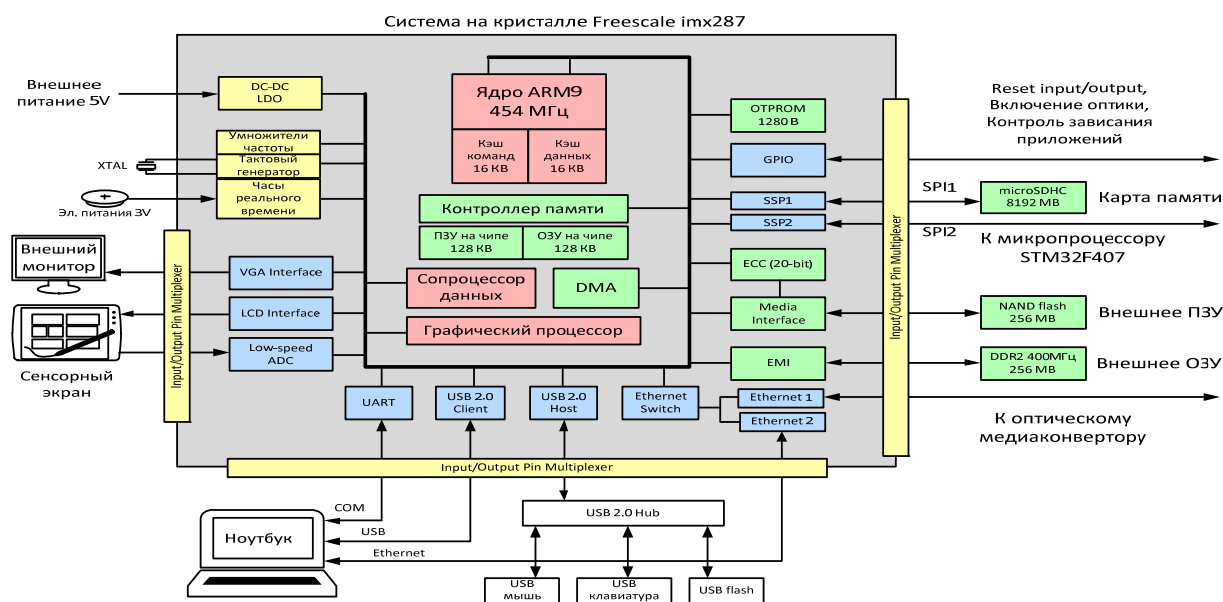 Система на кристалле Freescale imx287
Внешнее
питание 5V
XTAL
Эл. питания 3V
DC-DC
LDO
Умножители
частоты
Тактовый
генератор
Часы
реального
времени
Ядро ARM9
454 МГц
Кэш
команд
16 КВ
Кэш
данных
16 КВ
Контроллер памяти
ПЗУ на чипе
128 КВ
ОЗУ на чипе
128 КВ
Сопроцессор
данных
DMA
Графический процессор
OTPROM
1280 В
GPIO
SSP1
SSP2
ECC (20-bit)
Media
Interface
EMI
Ethernet 1
Ethernet 2
Input/Output Pin Multiplexer
Reset input/output,
Включение оптики,
Контроль зависания
приложений
SPI1
microSDHC
8192 MB
Карта памяти
SPI2
К микропроцессору
STM32F407
NAND flash
256 MB
Внешнее ПЗУ
DDR2 400МГц
256 MB
Внешнее ОЗУ
К оптическому
медиаконвертору
Внешний
монитор
Сенсорный
экран
Input/Output Pin Multiplexer
VGA Interface
LCD Interface
Low-speed
ADC
UART
USB 2.0
Client
USB 2.0
Host
Ethernet
Switch
Input/Output Pin Multiplexer
COM
USB
Ethernet
Ноутбук
USB 2.0 Hub
USB
мышь
USB
клавиатура
USB flash